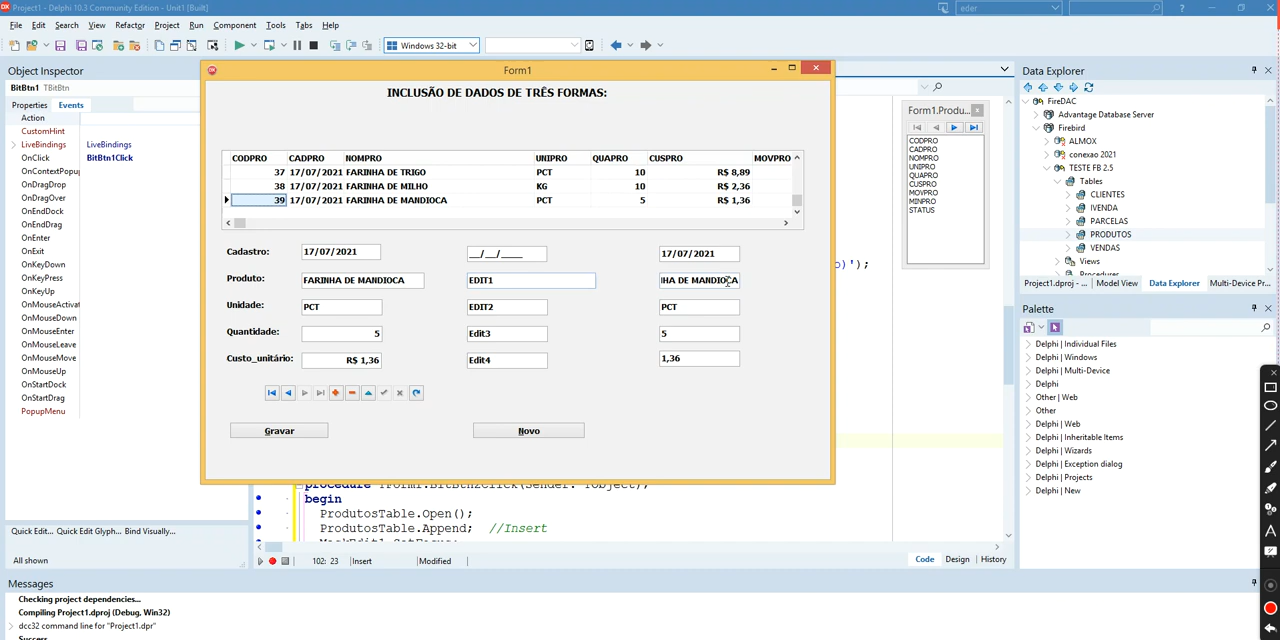 Project1 - Delphi 10.3 Community Edition - Unit1 [Built]
eder
File Edit Search View Refactor Project Run Component Tools Tabs Help
Windows 32-bit
Object Inspector
BitBtn1 TBitBtn
Properties Events
Action
CustomHint
LiveBindings LiveBindings
OnClick BitBtn1Click
OnContextPopup
OnDragDrop
OnDragOver
OnEndDock
OnEndDrag
OnEnter
OnExit
OnKeyDown
OnKeyPress
OnKeyUp
OnMouseActivate
OnMouseDown
OnMouseEnter
OnMouseLeave
OnMouseMove
OnMouseUp
OnStartDock
OnStartDrag
PopupMenu
Quick Edit... Quick Edit Glyph... Bind Visually...
All shown
Form1
INCLUSÃO DE DADOS DE TRÊS FORMAS:
CODPRO CADPRO NOMPRO UNIPRO QUAPRO CUSPRO MOVPRO
37 17/07/2021 FARINHA DE TRIGO PCT 10 R$ 8,89
38 17/07/2021 FARINHA DE MILHO KG 10 R$ 2,36
39 17/07/2021 FARINHA DE MANDIOCA PCT 5 R$ 1,36
Cadastro: 17/07/2021 __/__/____ 17/07/2021
Produto: FARINHA DE MANDIOCA EDIT1 IHA DE MANDIOCA
Unidade: PCT EDIT2 PCT
Quantidade: 5 Edit3 5
Custo_unitário: R$ 1,36 Edit4 1,36
Gravar Novo
o)');
begin
ProdutosTable.Open();
ProdutosTable.Append; //Insert
102: 23 Insert Modified
Code Design History
Form1.Produ...
CODPRO
CADPRO
NOMPRO
UNIPRO
QUAPRO
CUSPRO
MOVPRO
MINPRO
STATUS
Data Explorer
FireDAC
Advantage Database Server
Firebird
ALMOX
conexao 2021
TESTE FB 2.5
Tables
CLIENTES
IVENDA
PARCELAS
PRODUTOS
VENDAS
Views
Procedures
Project1.dproj - ... Model View Data Explorer Multi-Device Pr...
Palette
Delphi | Individual Files
Delphi | Windows
Delphi | Multi-Device
Delphi
Other | Web
Other
Delphi | Web
Delphi | Inheritable Items
Delphi | Wizards
Delphi | Exception dialog
Delphi | Projects
Delphi | New
Messages
Checking project dependencies...
Compiling Project1.dproj (Debug, Win32)
dcc32 command line for "Project1.dpr"
Success